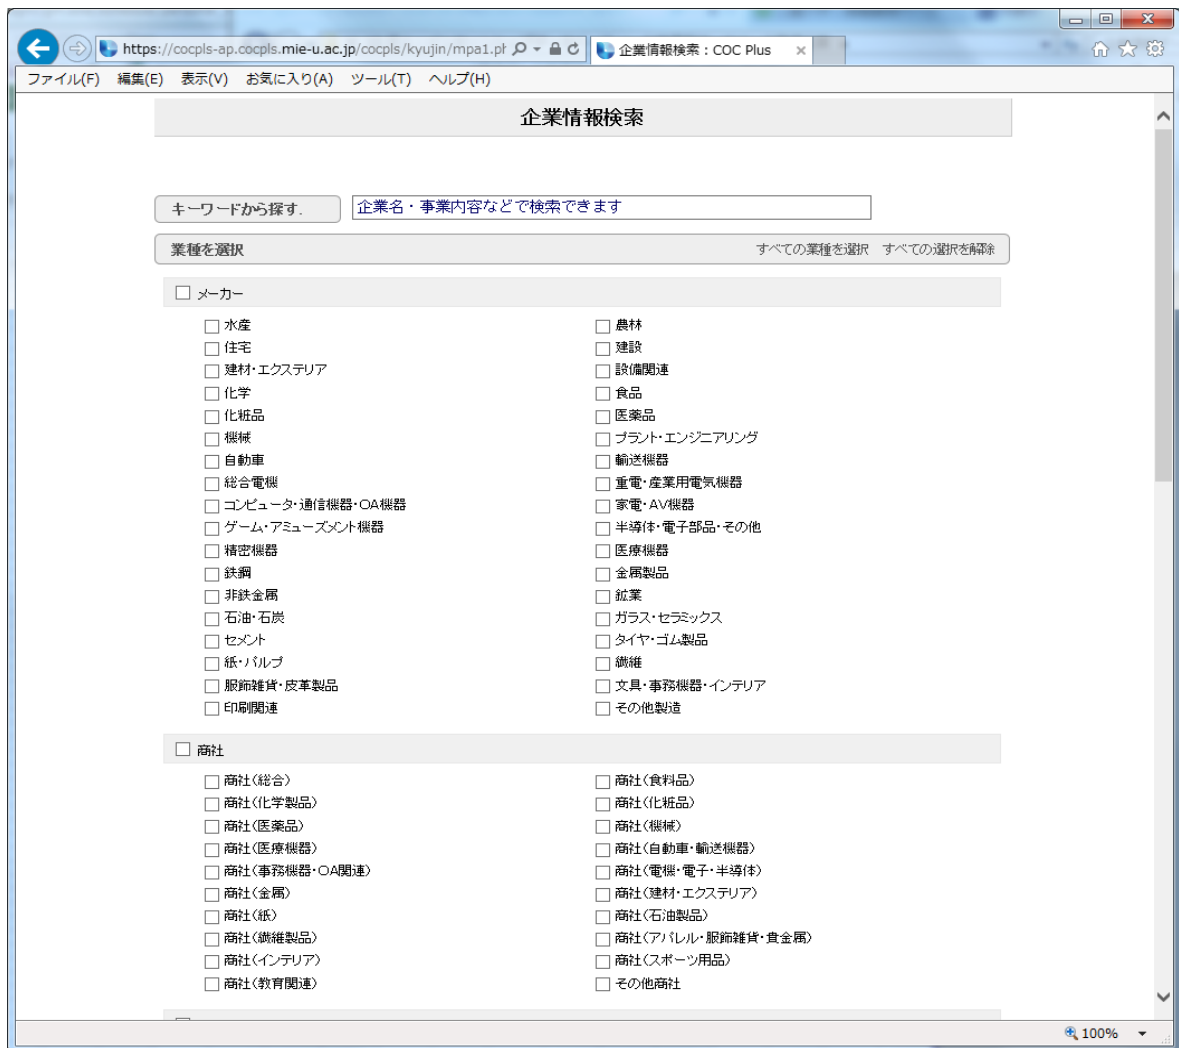 https://cocpls-ap.cocpls.mie-u.ac.jp/cocpls/kyujin/mpa1.pl
企業情報検索：COC Plus
ファイル(F) 編集(E) 表示(V) お気に入り(A) ツール(T) ヘルプ(H)
企業情報検索
キーワードから探す. 企業名・事業内容などで検索できます
業種を選択 すべての業種を選択 すべての選択を解除
メーカー
水産 農林
住宅 建設
建材・エクステリア 設備関連
化学 食品
化粧品 医薬品
機械 プラント・エンジニアリング
自動車 輸送機器
総合電機 重電・産業用電気機器
コンピュータ・通信機器・OA機器 家電・AV機器
ゲーム・アミューズメント機器 半導体・電子部品・その他
精密機器 医療機器
鉄鋼 金属製品
非鉄金属 鉱業
石油・石炭 ガラス・セラミックス
セメント タイヤ・ゴム製品
紙・パルプ 繊維
服飾雑貨・皮革製品 文具・事務機器・インテリア
印刷関連 その他製造
商社
商社（総合） 商社（食料品）
商社（化学製品） 商社（化粧品）
商社（医薬品） 商社（機械）
商社（医療機器） 商社（自動車・輸送機器）
商社（事務機器・OA関連） 商社（電機・電子・半導体）
商社（金属） 商社（建材・エクステリア）
商社（紙） 商社（石油製品）
商社（繊維製品） 商社（アパレル・服飾雑貨・貴金属）
商社（インテリア） 商社（スポーツ用品）
商社（教育関連） その他商社
100%